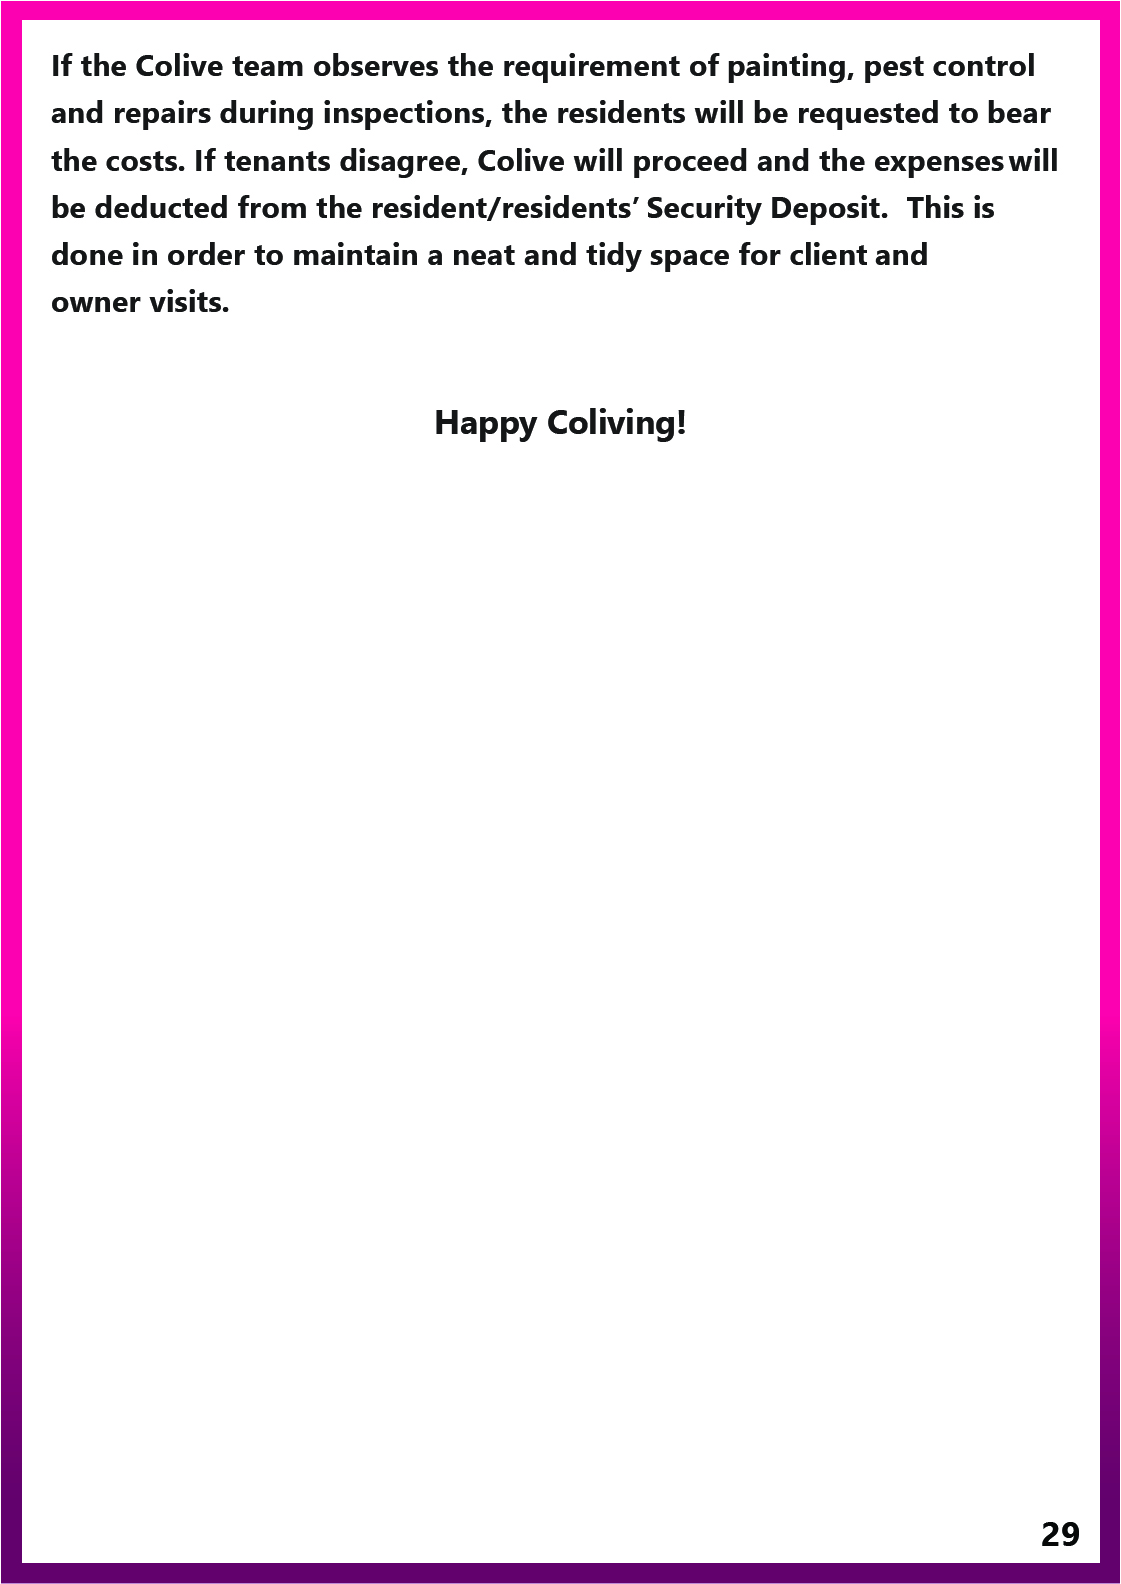 If the Colive team observes the requirement of painting, pest control
and repairs during inspections, the residents will be requested to bear
the costs. If tenants disagree, Colive will proceed and the expenses will
be deducted from the resident/residents’ Security Deposit.  This is
done in order to maintain a neat and tidy space for client and
owner visits.
Happy Coliving!
29